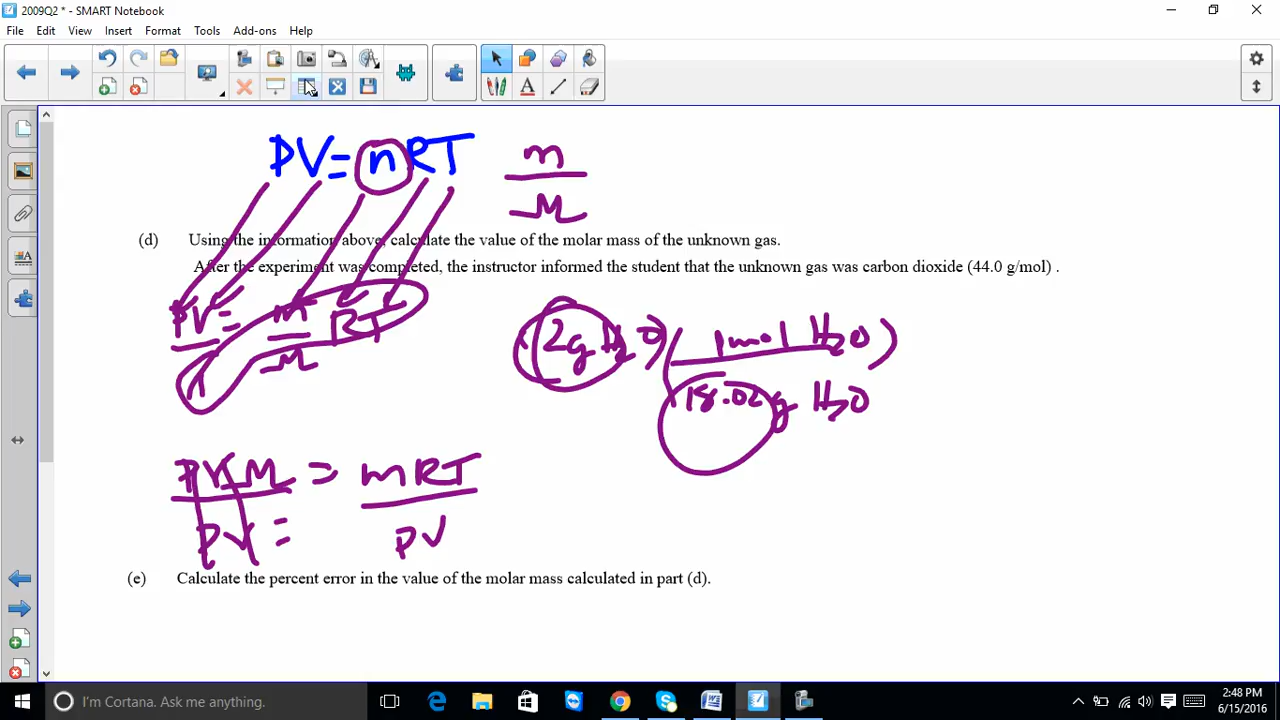 2009Q2 * - SMART Notebook
File Edit View Insert Format Tools Add-ons Help
PV = nRT
m
M
(d) Using the information above, calculate the value of the molar mass of the unknown gas.
After the experiment was completed, the instructor informed the student that the unknown gas was carbon dioxide (44.0 g/mol) .
PV = m RT
M
(2g H2O) ( 1 mol H2O )
18.02g H2O
PVM = mRT
PV = PV
(e) Calculate the percent error in the value of the molar mass calculated in part (d).
I'm Cortana. Ask me anything.
2:48 PM
6/15/2016